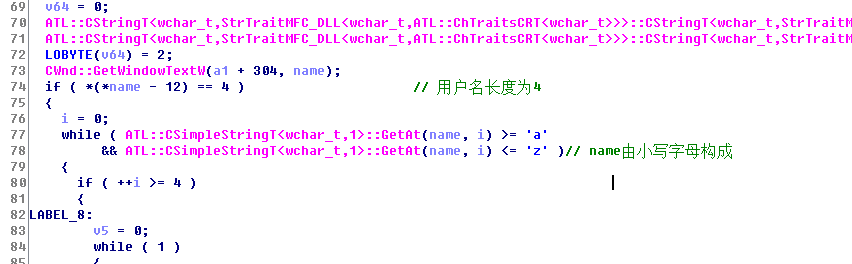 69 v64 = 0;
70 ATL::CStringT<wchar_t,StrTraitMFC_DLL<wchar_t,ATL::ChTraitsCRT<wchar_t>>>::CStringT<wchar_t,StrTraitM
71 ATL::CStringT<wchar_t,StrTraitMFC_DLL<wchar_t,ATL::ChTraitsCRT<wchar_t>>>::CStringT<wchar_t,StrTraitM
72 LOBYTE(v64) = 2;
73 CWnd::GetWindowTextW(a1 + 304, name);
74 if ( *(*name - 12) == 4 ) // 用户名长度为4
75 {
76 i = 0;
77 while ( ATL::CSimpleStringT<wchar_t,1>::GetAt(name, i) >= 'a'
78 && ATL::CSimpleStringT<wchar_t,1>::GetAt(name, i) <= 'z' )// name由小写字母构成
79 {
80 if ( ++i >= 4 )
81 {
82 LABEL_8:
83 v5 = 0;
84 while ( 1 )